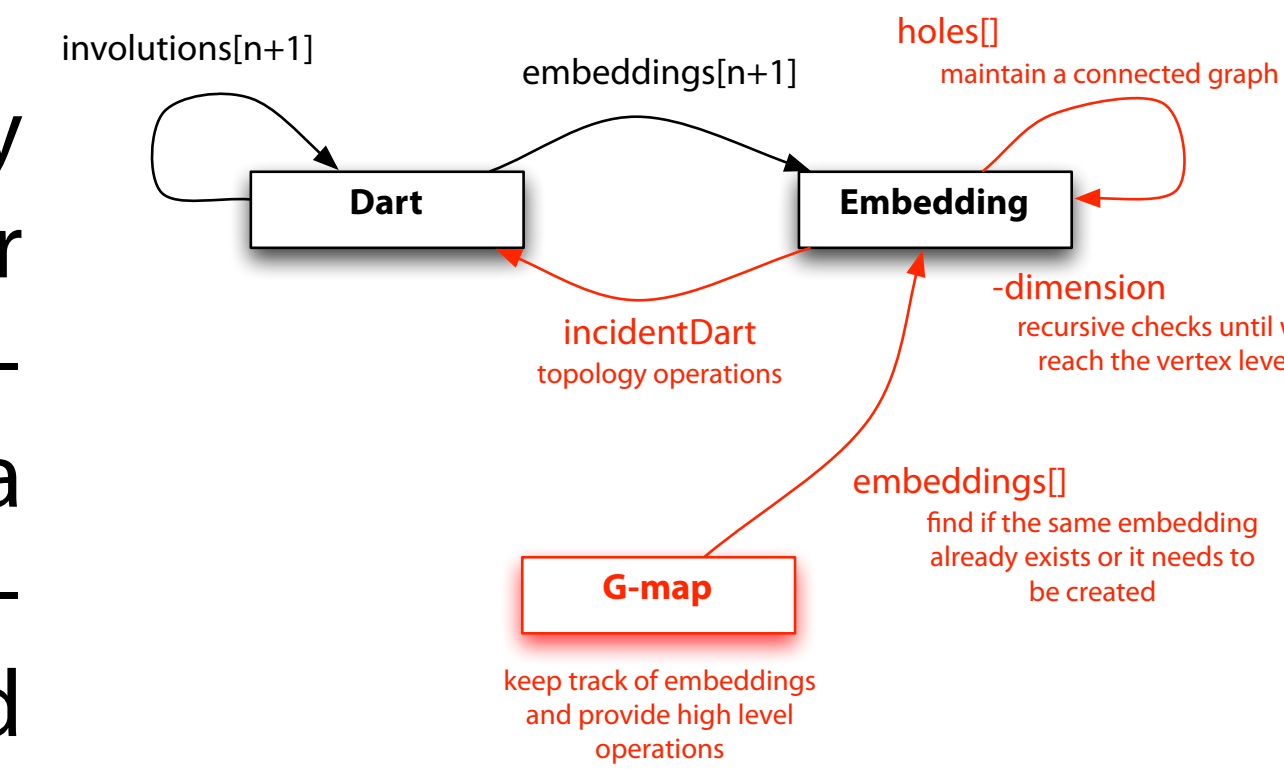 involutions[n+1]
embeddings[n+1]
holes[]
maintain a connected graph
Dart
Embedding
incidentDart
topology operations
-dimension
recursive checks until
reach the vertex
embeddings[]
find if the same embedding
already exists or it needs to
be created
G-map
keep track of embeddings
and provide high level
operations
y
r
-
a
-
d